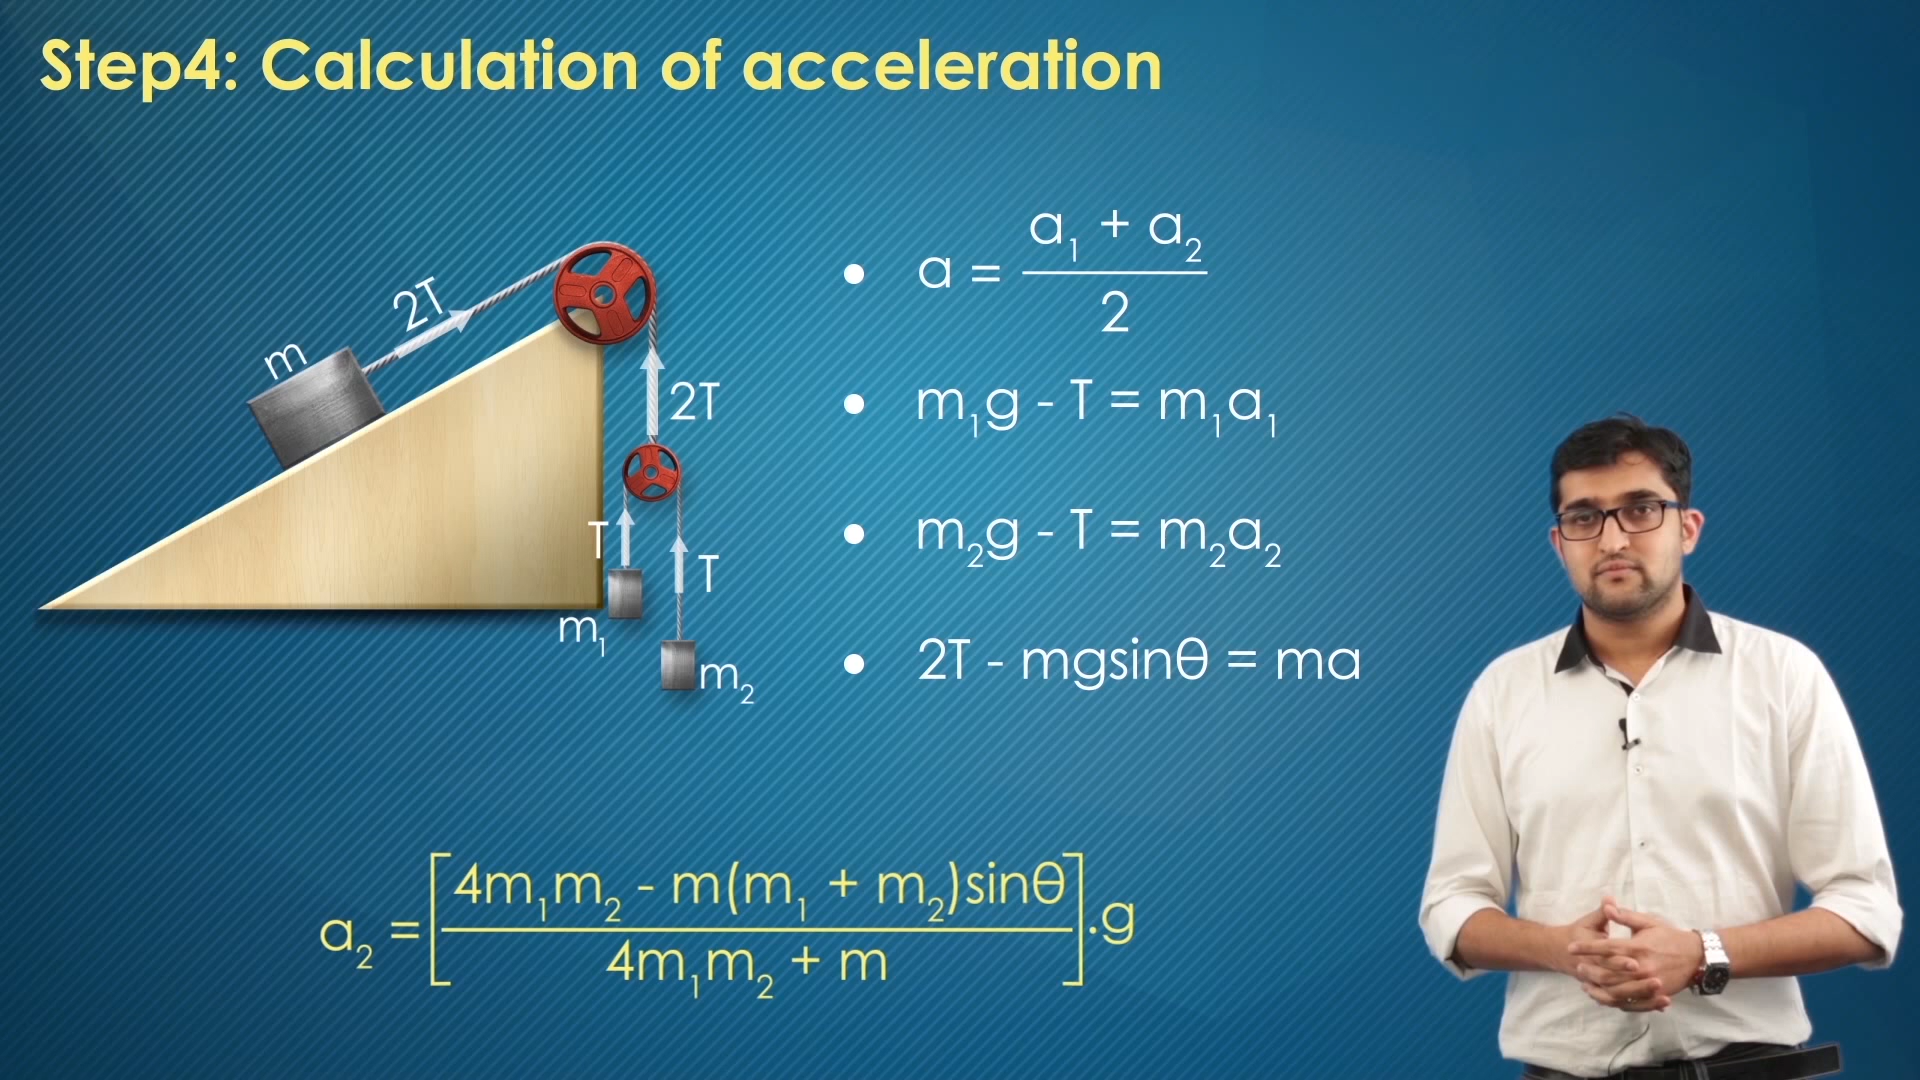 Step4: Calculation of acceleration
2T
m
2T
T
T
m₁
m₂
• a = (a₁ + a₂) / 2
• m₁g - T = m₁a₁
• m₂g - T = m₂a₂
• 2T - mgsinθ = ma
a₂ = [(4m₁m₂ - m(m₁ + m₂)sinθ) / (4m₁m₂ + m)].g